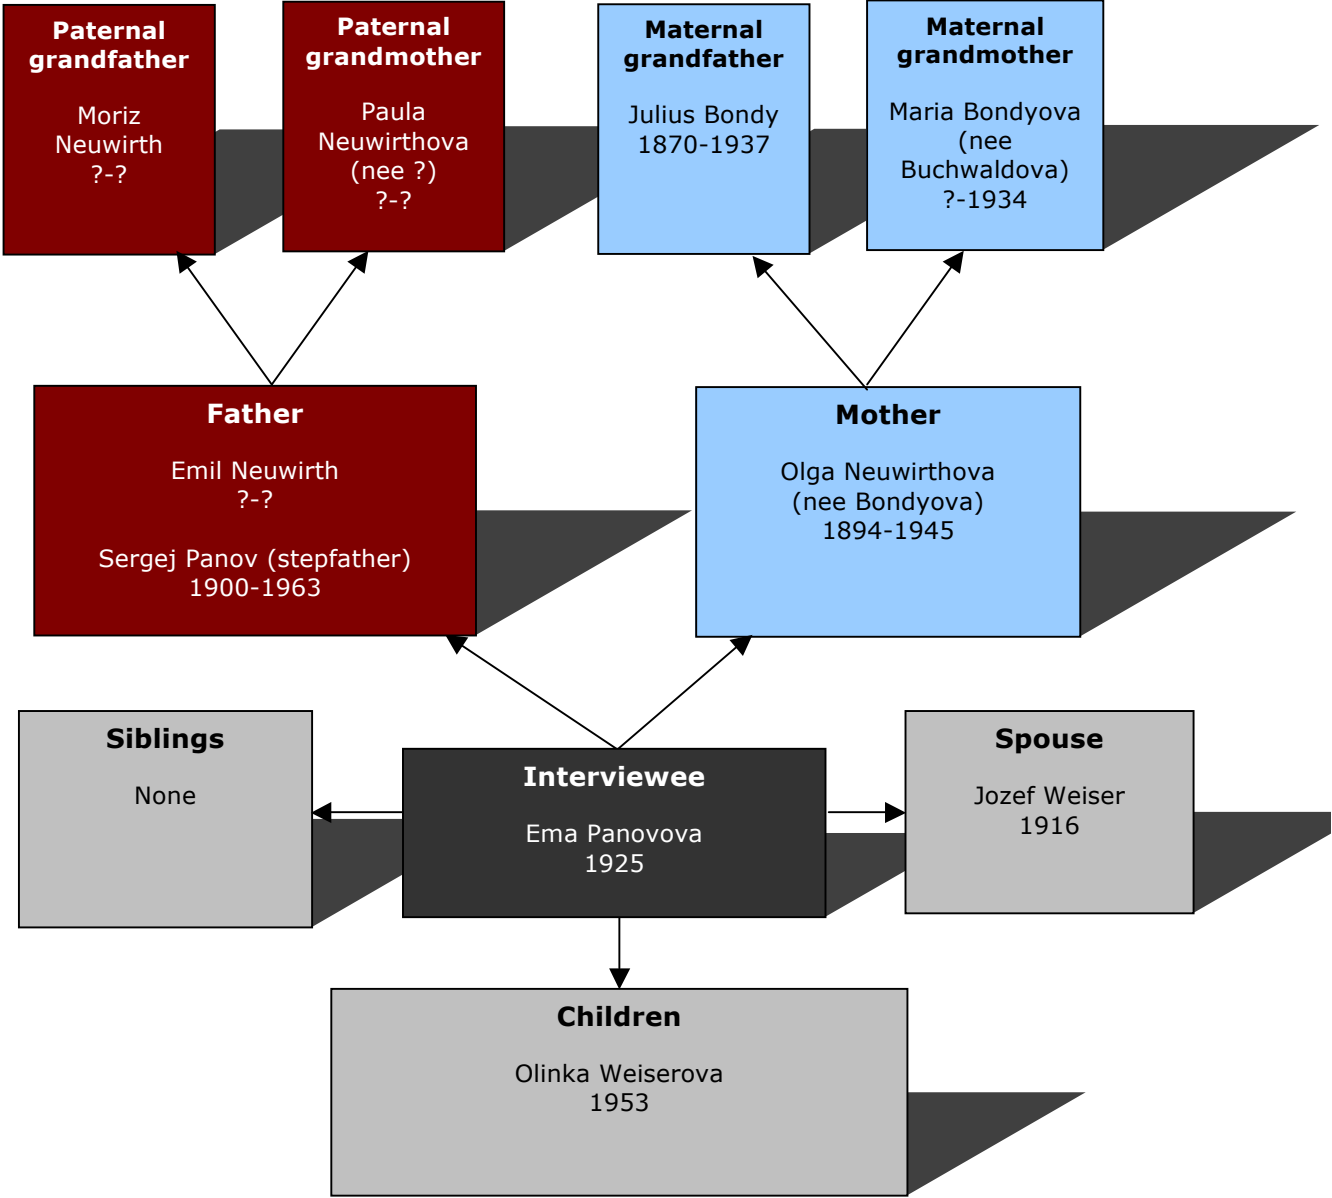 Paternal
grandfather
Moriz
Neuwirth
?-?
Paternal
grandmother
Paula
Neuwirthova
(nee ?)
?-?
Maternal
grandfather
Julius Bondy
1870-1937
Maternal
grandmother
Maria Bondyova
(nee
Buchwaldova)
?-1934
Father
Emil Neuwirth
?-?
Sergej Panov (stepfather)
1900-1963
Mother
Olga Neuwirthova
(nee Bondyova)
1894-1945
Siblings
None
Interviewee
Ema Panovova
1925
Spouse
Jozef Weiser
1916
Children
Olinka Weiserova
1953